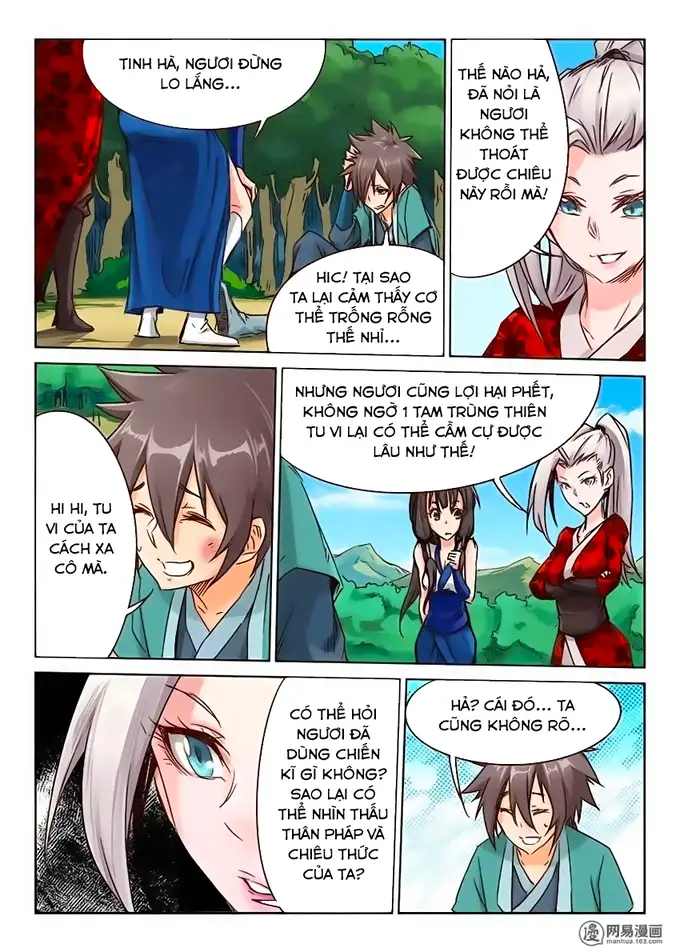 TINH HÀ, NGƯƠI ĐỪNG
LO LẮNG...
THẾ NÀO HẢ,
ĐÃ NÓI LÀ
NGƯƠI
KHÔNG THỂ
THOÁT
ĐƯỢC CHIÊU
NÀY RỒI MÀ!
HIC! TẠI SAO
TA LẠI CẢM THẤY CƠ
THỂ TRỐNG RỖNG
THẾ NHỈ...
NHƯNG NGƯƠI CŨNG LỢI HẠI PHẾT,
KHÔNG NGỜ 1 TAM TRÙNG THIÊN
TU VI LẠI CÓ THỂ CẦM CỰ ĐƯỢC
LÂU NHƯ THẾ!
HI HI, TU
VI CỦA TA
CÁCH XA
CÔ MÃ.
CÓ THỂ HỎI
NGƯƠI ĐÃ
DÙNG CHIẾN
KĨ GÌ KHÔNG?
SAO LẠI CÓ
THỂ NHÌN THẤU
THÂN PHÁP VÀ
CHIÊU THỨC
CỦA TA?
HẢ? CÁI ĐÓ... TA
CŨNG KHÔNG RÕ...
网易漫画
manhua.163.com